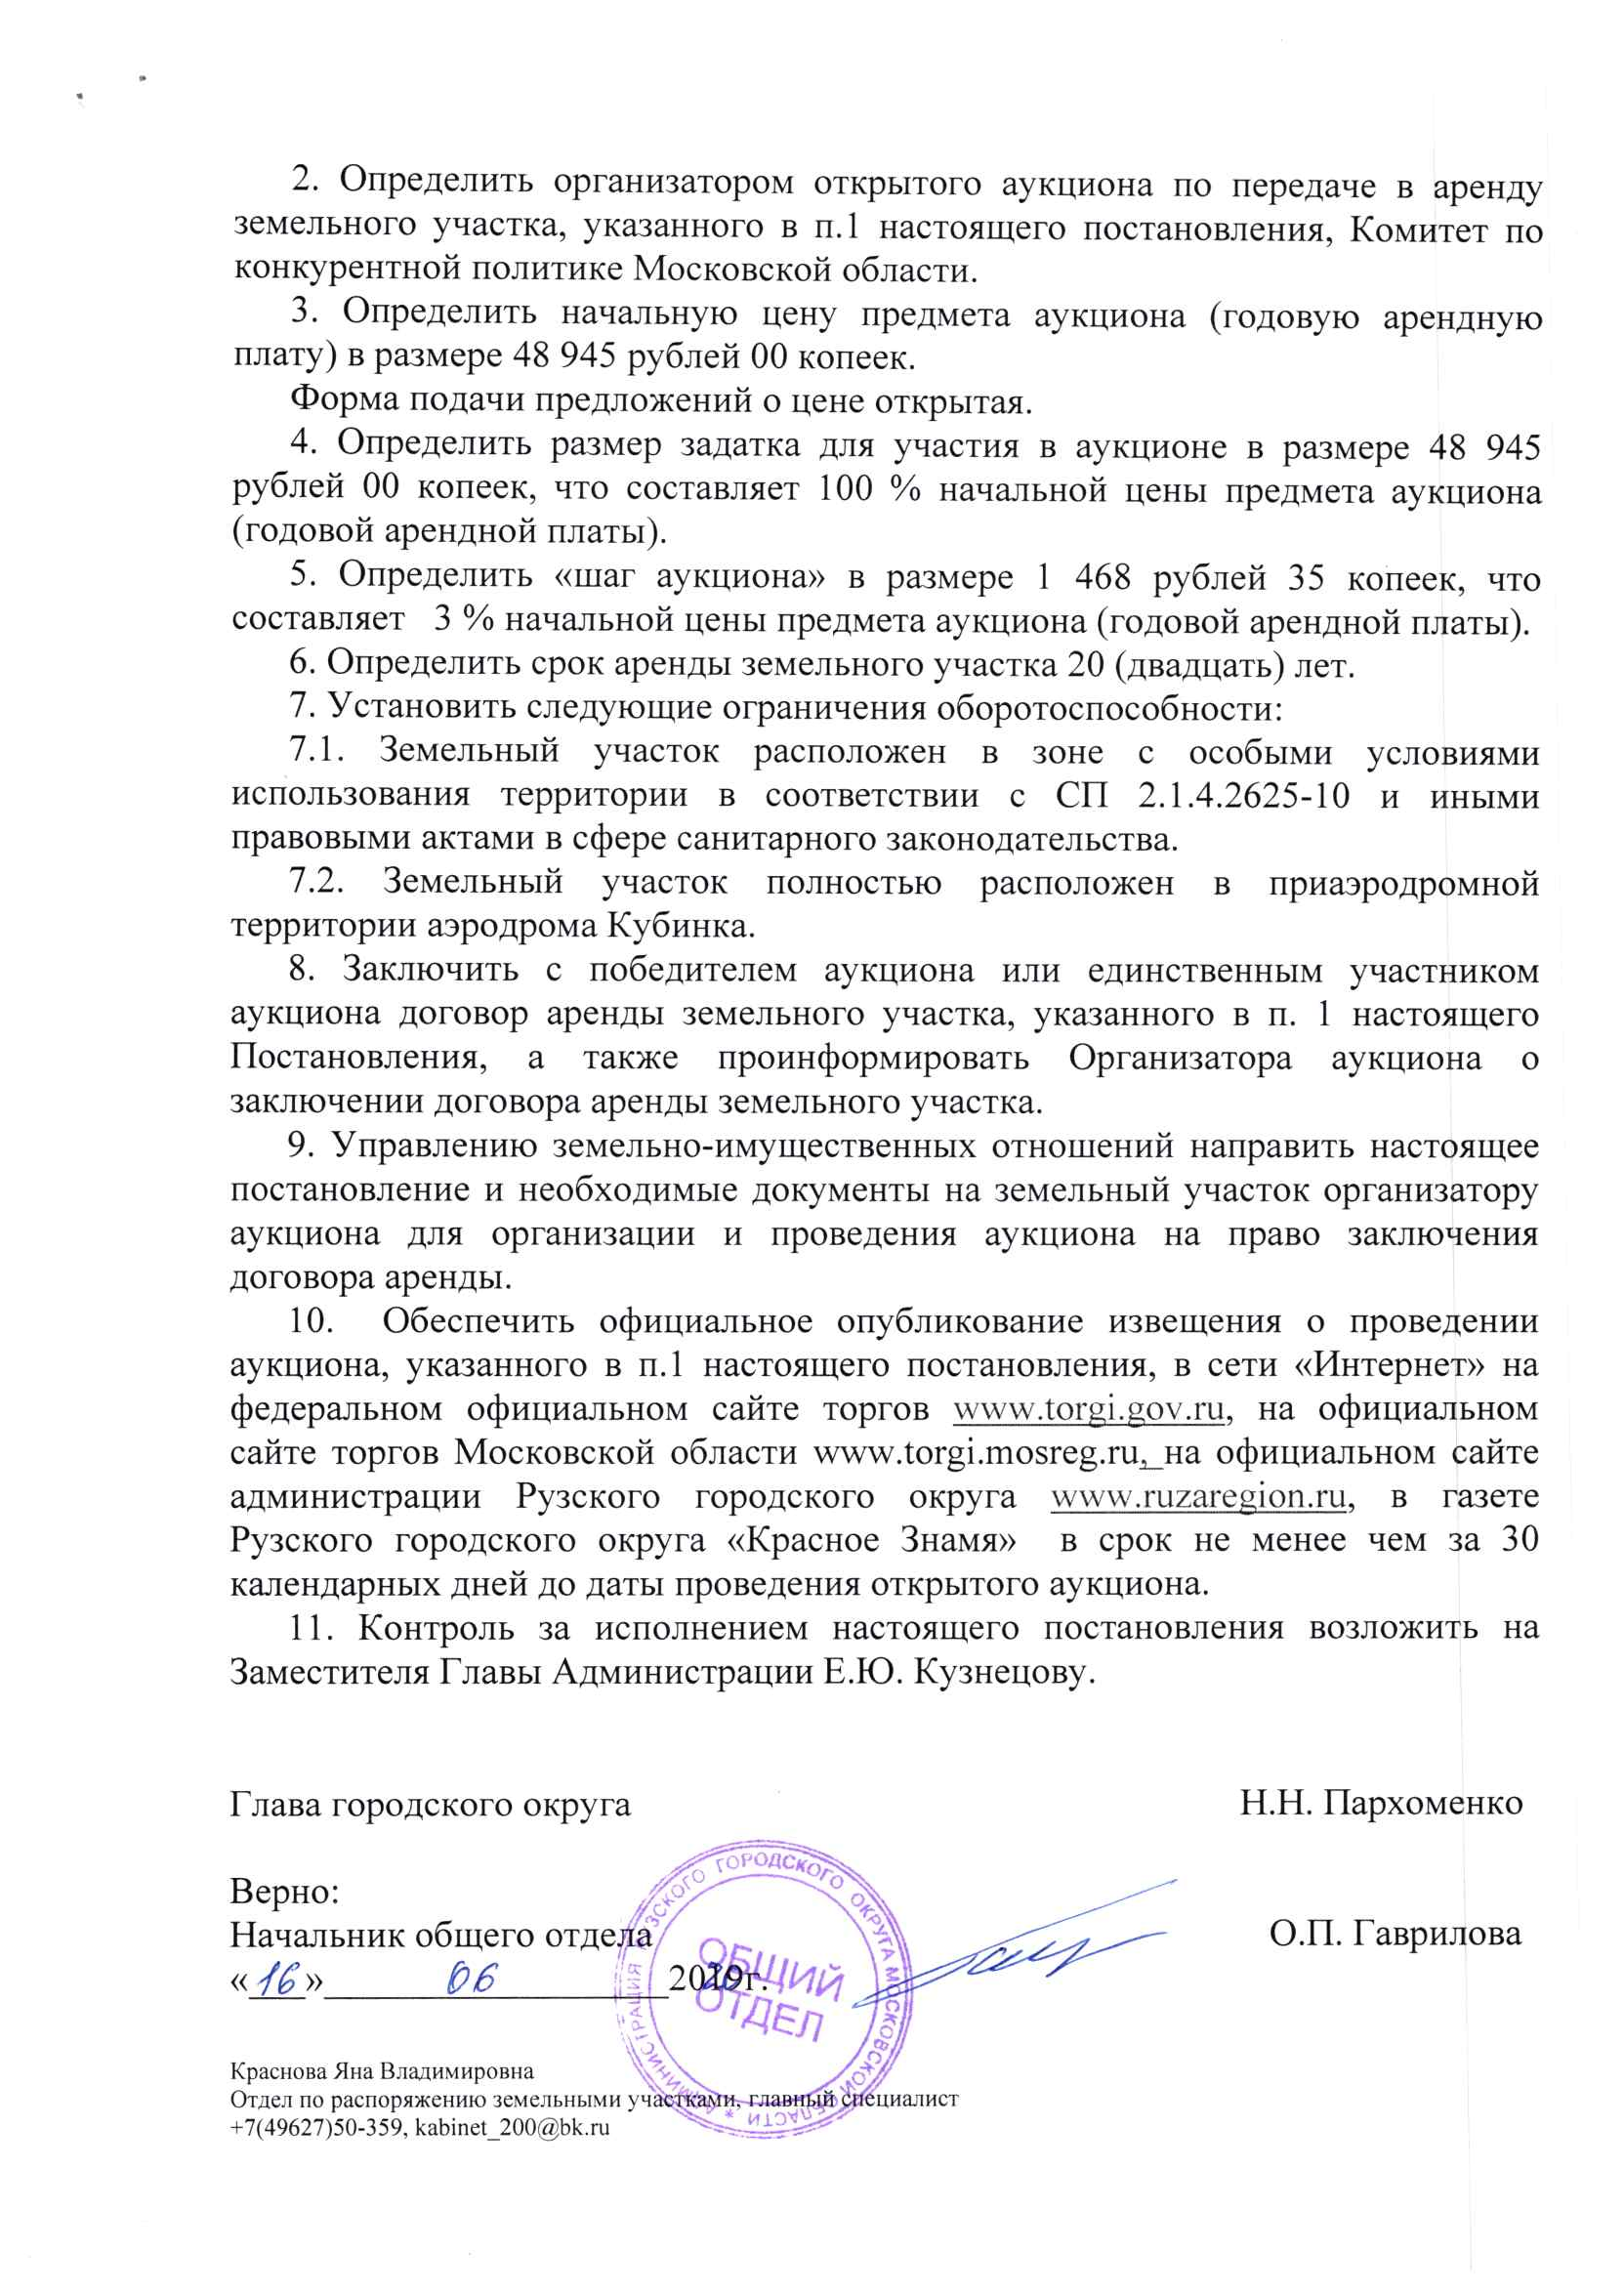 2. Определить организатором открытого аукциона по передаче в аренду
земельного участка, указанного в п.1 настоящего постановления, Комитет по
конкурентной политике Московской области.
3. Определить начальную цену предмета аукциона (годовую арендную
плату) в размере 48 945 рублей 00 копеек.
Форма подачи предложений о цене открытая.
4. Определить размер задатка для участия в аукционе в размере 48 945
рублей 00 копеек, что составляет 100 % начальной цены предмета аукциона
(годовой арендной платы).
5. Определить «шаг аукциона» в размере 1 468 рублей 35 копеек, что
составляет 3 % начальной цены предмета аукциона (годовой арендной платы).
6. Определить срок аренды земельного участка 20 (двадцать) лет.
7. Установить следующие ограничения оборотоспособности:
7.1. Земельный участок расположен в зоне с особыми условиями
использования территории в соответствии с СП 2.1.4.2625-10 и иными
правовыми актами в сфере санитарного законодательства.
7.2. Земельный участок полностью расположен в приаэродромной
территории аэродрома Кубинка.
8. Заключить с победителем аукциона или единственным участником
аукциона договор аренды земельного участка, указанного в п. 1 настоящего
Постановления, а также проинформировать Организатора аукциона о
заключении договора аренды земельного участка.
9. Управлению земельно-имущественных отношений направить настоящее
постановление и необходимые документы на земельный участок организатору
аукциона для организации и проведения аукциона на право заключения
договора аренды.
10. Обеспечить официальное опубликование извещения о проведении
аукциона, указанного в п.1 настоящего постановления, в сети «Интернет» на
федеральном официальном сайте торгов www.torgi.gov.ru, на официальном
сайте торгов Московской области www.torgi.mosreg.ru, на официальном сайте
администрации Рузского городского округа www.ruzaregion.ru, в газете
Рузского городского округа «Красное Знамя» в срок не менее чем за 30
календарных дней до даты проведения открытого аукциона.
11. Контроль за исполнением настоящего постановления возложить на
Заместителя Главы Администрации Е.Ю. Кузнецову.
Глава городского округа Н.Н. Пархоменко
Верно:
Начальник общего отдела О.П. Гаврилова
«16» 06 г.
АДМИНИСТРАЦИЯ РУЗСКОГО ГОРОДСКОГО ОКРУГА МОСКОВСКОЙ ОБЛАСТИ *
ОБЩИЙ
ОТДЕЛ
Краснова Яна Владимировна
Отдел по распоряжению земельными участками, главный специалист
+7(49627)50-359, kabinet_200@bk.ru